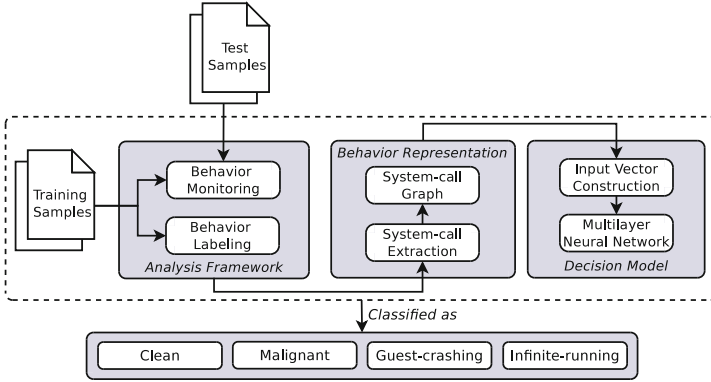 Test
Samples
Training
Samples
Behavior
Monitoring
Behavior
Labeling
Analysis Framework
Behavior Representation
System-call
Graph
System-call
Extraction
Input Vector
Construction
Multilayer
Neural Network
Decision Model
Classified as
Clean
Malignant
Guest-crashing
Infinite-running